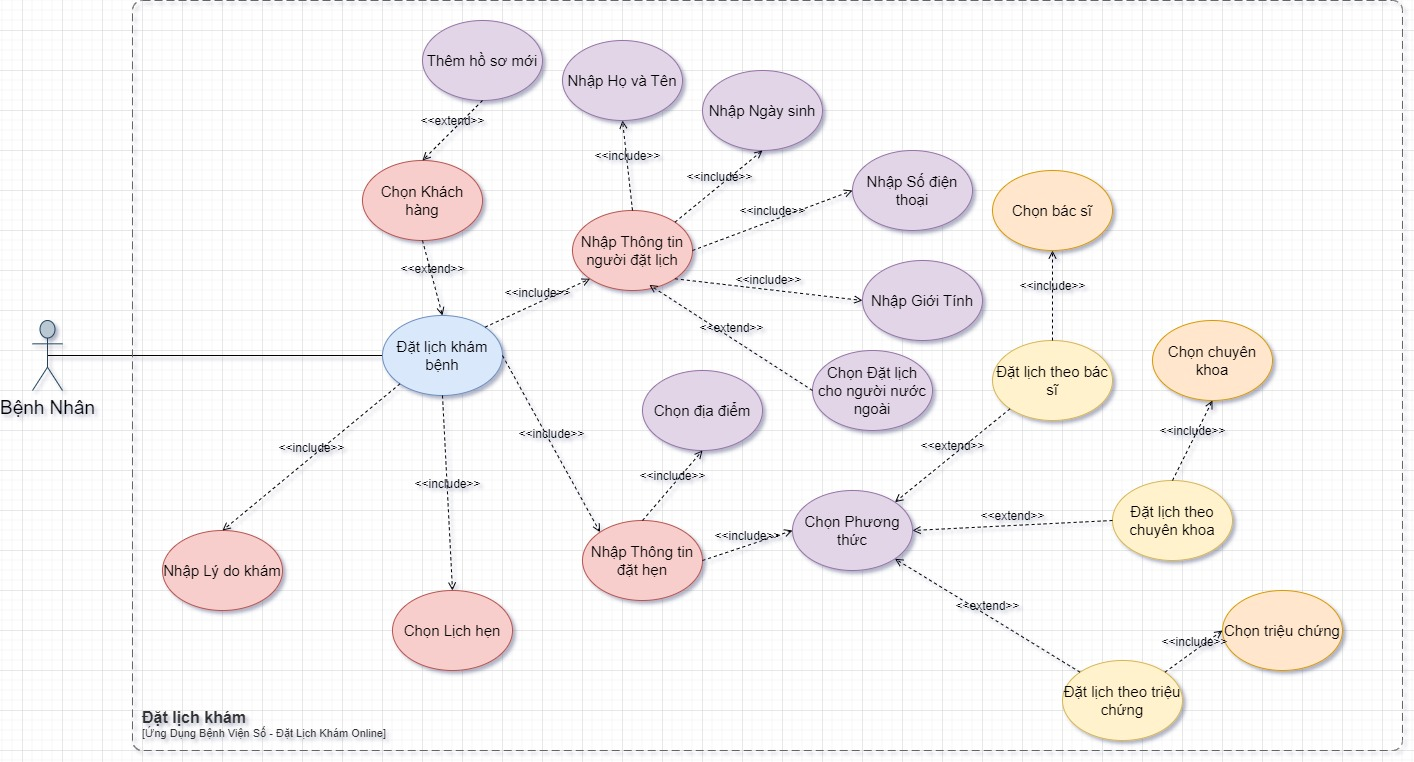 Thêm hồ sơ mới
Nhập Họ và Tên
Nhập Ngày sinh
<<extend>>
<<include>>
<<include>>
Chọn Khách
hàng
Nhập Số điện
thoại
<<include>>
Chọn bác sĩ
Nhập Thông tin
người đặt lịch
<<extend>>
<<include>>
<<include>>
<<include>>
Nhập Giới Tính
<<extend>>
Đặt lịch khám
bệnh
Chọn Đặt lịch
cho người nước
ngoài
Đặt lịch theo bác
sĩ
Chọn chuyên
khoa
Bệnh Nhân
Chọn địa điểm
<<include>>
<<include>>
<<extend>>
<<include>>
<<include>>
<<include>>
Chọn Phương
thức
<<extend>>
Đặt lịch theo
chuyên khoa
<<include>>
Nhập Thông tin
đặt hẹn
Nhập Lý do khám
<<extend>>
Chọn Lịch hẹn
Chọn triệu chứng
<<include>>
Đặt lịch theo triệu
chứng
Đặt lịch khám
[Ứng Dụng Bệnh Viện Số - Đặt Lịch Khám Online]